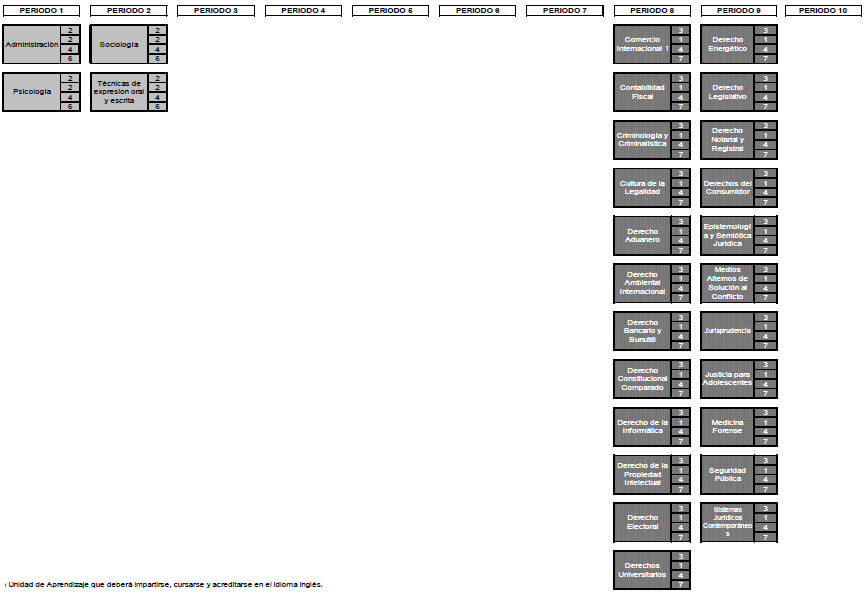 PERIODO 1 PERIODO 2 PERIODO 3 PERIODO 4 PERIODO 5 PERIODO 6 PERIODO 7 PERIODO 8 PERIODO 9 PERIODO 10
Administración
2
2
4
6
Sociología
2
2
4
6
Comercio
Internacional 1
3
1
4
7
Derecho
Energético
3
1
4
7
Psicología
2
2
4
6
Técnicas de
expresion oral
y escrita
2
2
4
6
Contabilidad
Fiscal
3
1
4
7
Derecho
Legislativo
3
1
4
7
Criminología y
Criminalística
3
1
4
7
Derecho
Notarial y
Registral
3
1
4
7
Cultura de la
Legalidad
3
1
4
7
Derechos del
Consumidor
3
1
4
7
Derecho
Aduanero
3
1
4
7
Epistemologí
a y Semiótica
Jurídica
3
1
4
7
Derecho
Ambiental
Internacional
3
1
4
7
Medios
Alternos de
Solución al
Conflicto
3
1
4
7
Derecho
Bancario y
Bursátil
3
1
4
7
Jurisprudencia
3
1
4
7
Derecho
Constitucional
Comparado
3
1
4
7
Justicia para
Adolescentes
3
1
4
7
Derecho de la
Informática
3
1
4
7
Medicina
Forense
3
1
4
7
Derecho de la
Propiedad
Intelectual
3
1
4
7
Seguridad
Pública
3
1
4
7
Derecho
Electoral
3
1
4
7
Sistemas
Jurídicos
Contemporáneo
s
3
1
4
7
Derechos
Universitarios
3
1
4
7
1 Unidad de Aprendizaje que deberá impartirse, cursarse y acreditarse en el idioma inglés.